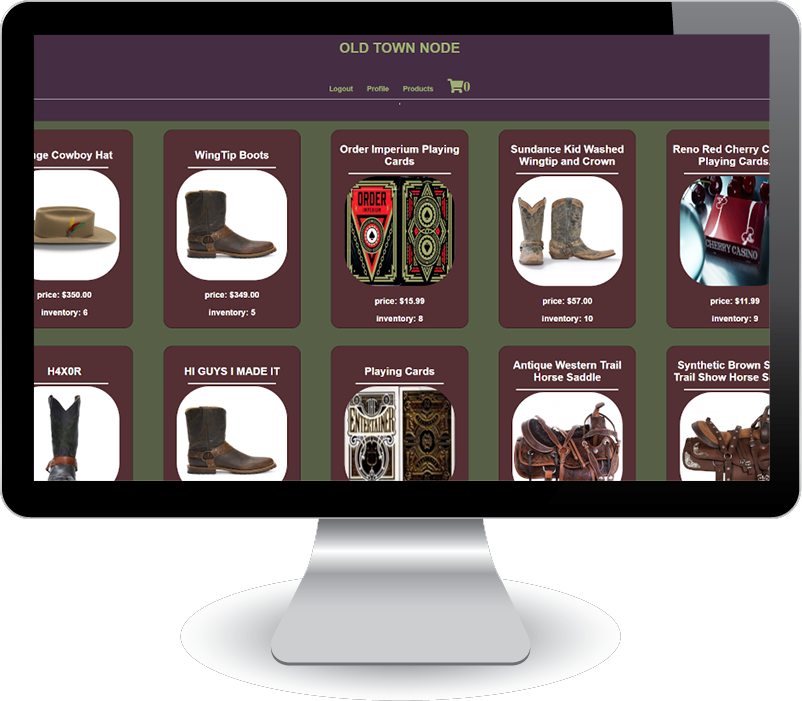 OLD TOWN NODE
Logout Profile Products 0
nge Cowboy Hat
price: $350.00
inventory: 6
WingTip Boots
price: $349.00
inventory: 5
Order Imperium Playing
Cards
ORDER
IMPERIUM
price: $15.99
inventory: 8
Sundance Kid Washed
Wingtip and Crown
price: $57.00
inventory: 10
Reno Red Cherry C
Playing Cards
CHERRY CASINO
price: $11.99
inventory: 9
H4X0R
HI GUYS I MADE IT
Playing Cards
ENTERTAINER
Antique Western Trail
Horse Saddle
Synthetic Brown S
Trail Show Horse S